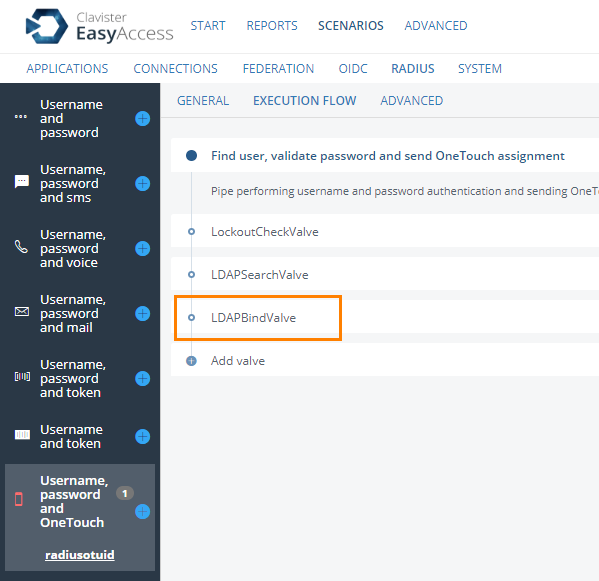 Clavister
EasyAccess
START REPORTS SCENARIOS ADVANCED
APPLICATIONS CONNECTIONS FEDERATION OIDC RADIUS SYSTEM
GENERAL EXECUTION FLOW ADVANCED
Username
and
password
Username,
password
and sms
Username,
password
and voice
Username,
password
and mail
Username,
password
and token
Username
and token
Username,
password
and
OneTouch
1
radiusotuid
Find user, validate password and send OneTouch assignment
Pipe performing username and password authentication and sending OneT
LockoutCheckValve
LDAPSearchValve
LDAPBindValve
Add valve